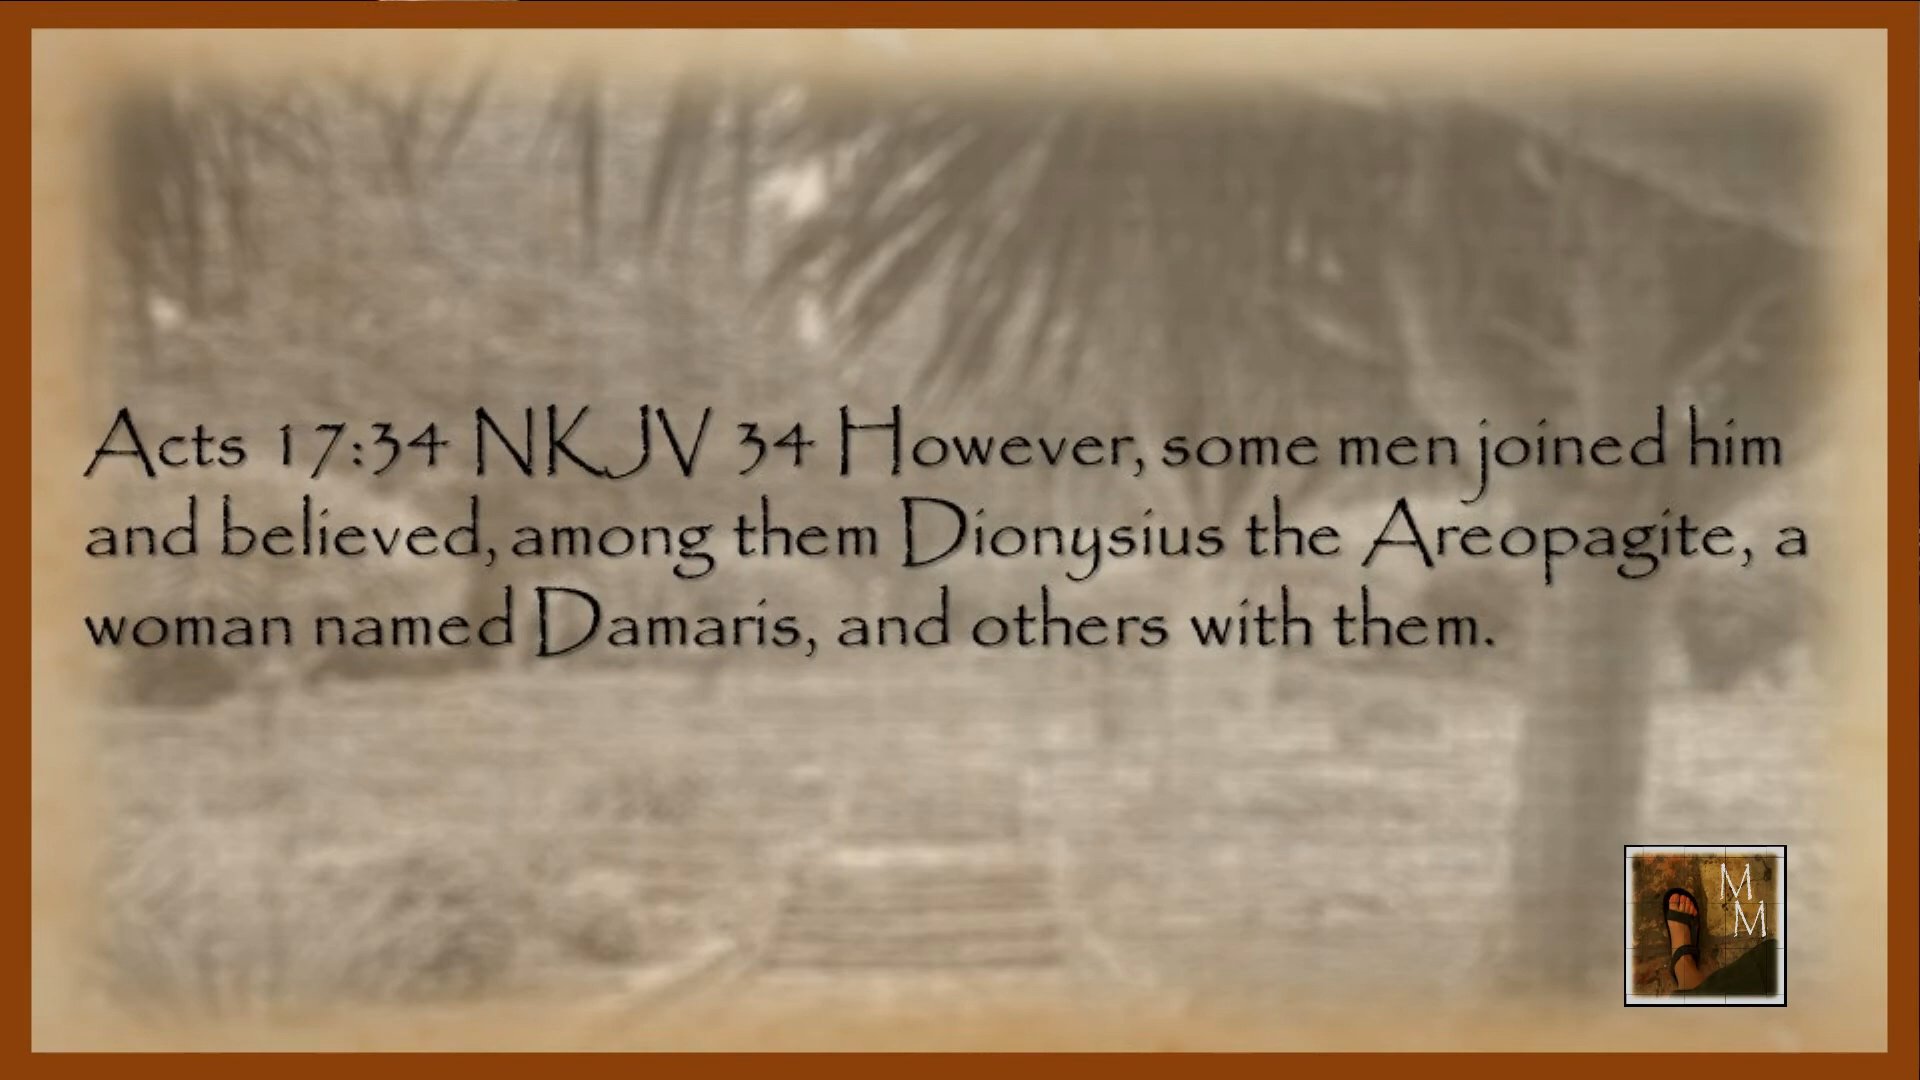 Acts 17:34 NKJV 34 However, some men joined him
and believed, among them Dionysius the Areopagite, a
woman named Damaris, and others with them.
M
M